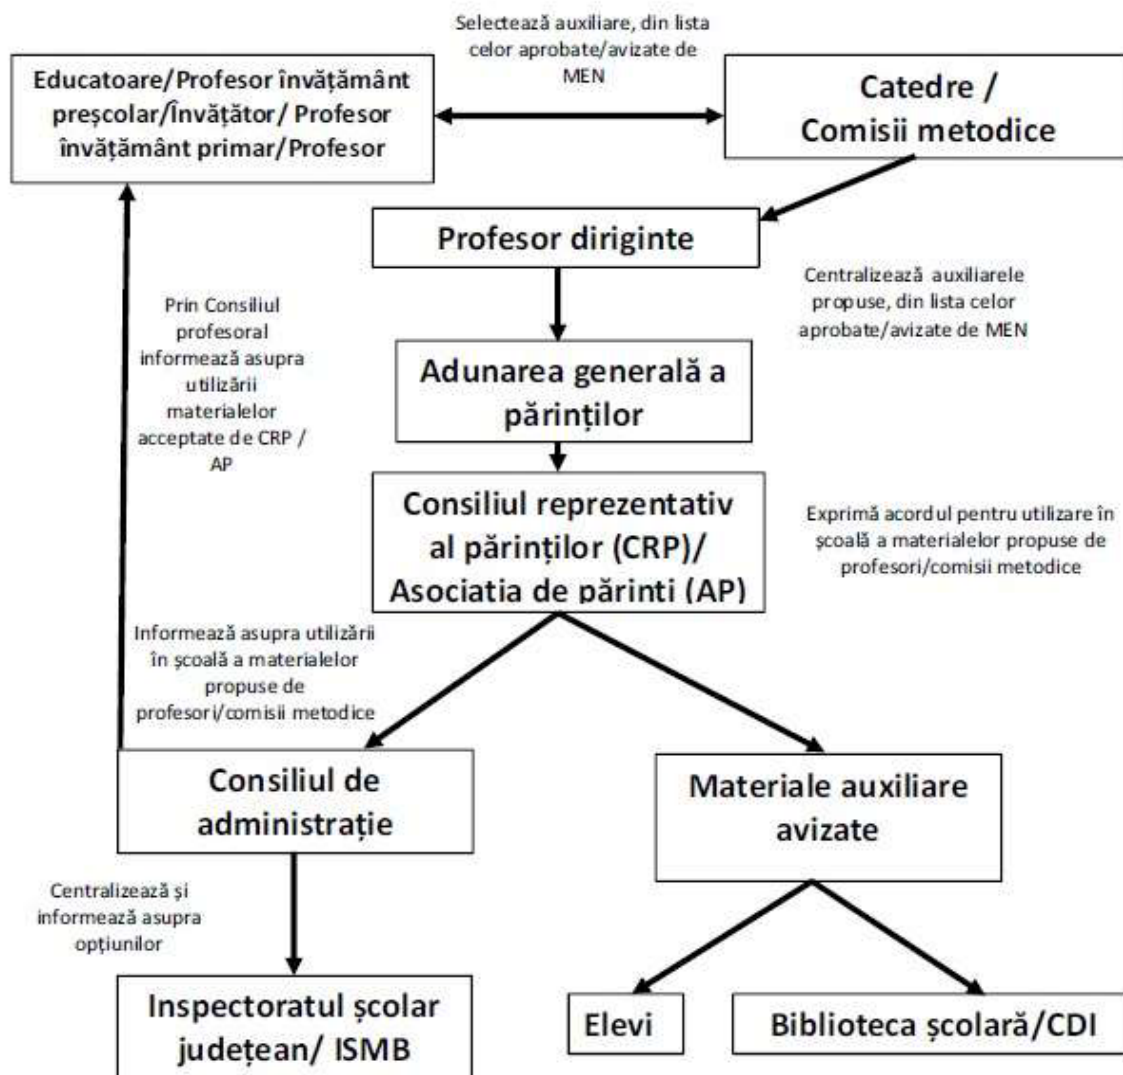 Selectează auxiliare, din lista
celor aprobate/avizate de
MEN
Educatoare/Profesor învățământ
preșcolar/Învățător/ Profesor
învățământ primar/Profesor
Catedre /
Comisii metodice
Profesor diriginte
Centralizează auxiliarele
propuse, din lista celor
aprobate/avizate de MEN
Prin Consiliul
profesoral
informează asupra
utilizării
materialelor
acceptate de CRP /
AP
Adunarea generală a
părinților
Consiliul reprezentativ
al părinților (CRP)/
Asociatia de părinti (AP)
Exprimă acordul pentru utilizare în
școală a materialelor propuse de
profesori/comisii metodice
Informează asupra utilizării
în școală a materialelor
propuse de
profesori/comisii metodice
Consiliul de
administrație
Materiale auxiliare
avizate
Centralizează și
informează asupra
opțiunilor
Inspectoratul școlar
județean/ ISMB
Elevi
Biblioteca școlară/CDI